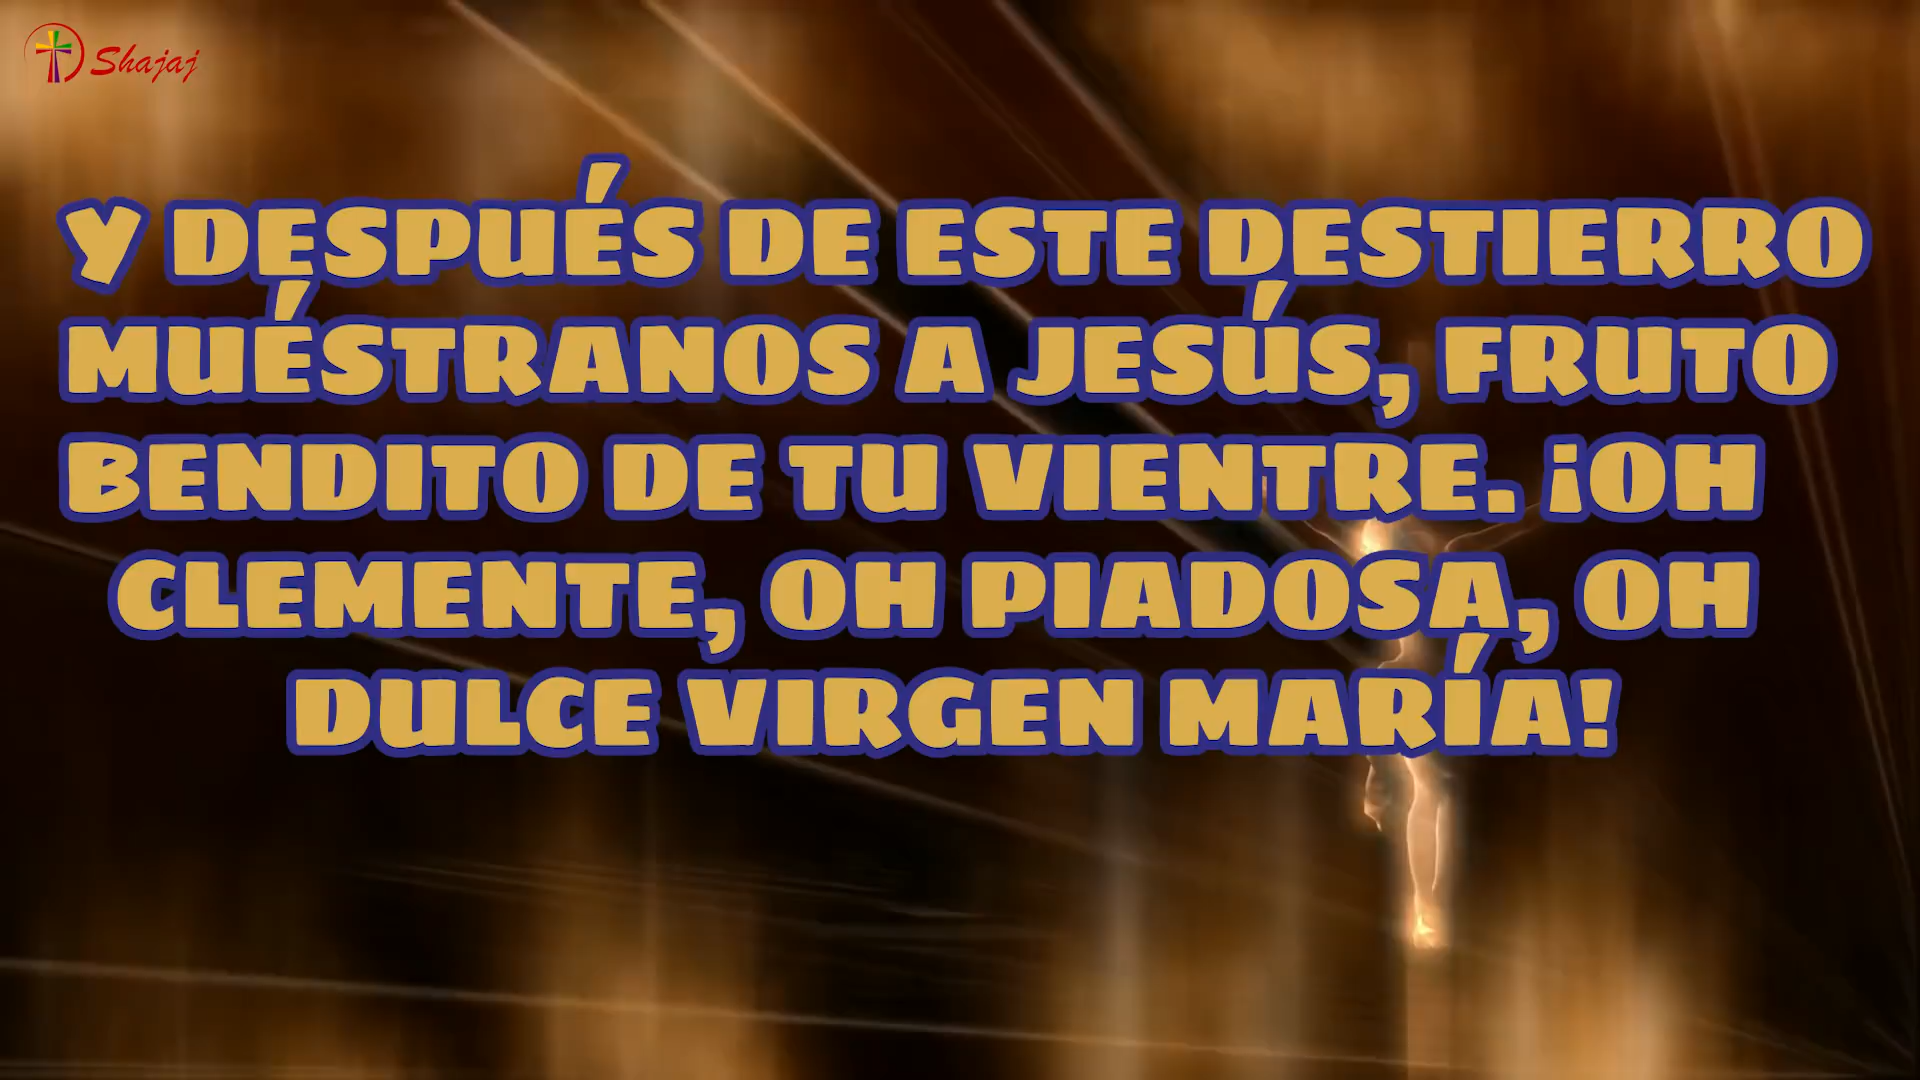 Shajaj
Y DESPUÉS DE ESTE DESTIERRO
MUÉSTRANOS A JESÚS, FRUTO
BENDITO DE TU VIENTRE. ¡OH
CLEMENTE, OH PIADOSA, OH
DULCE VIRGEN MARÍA!